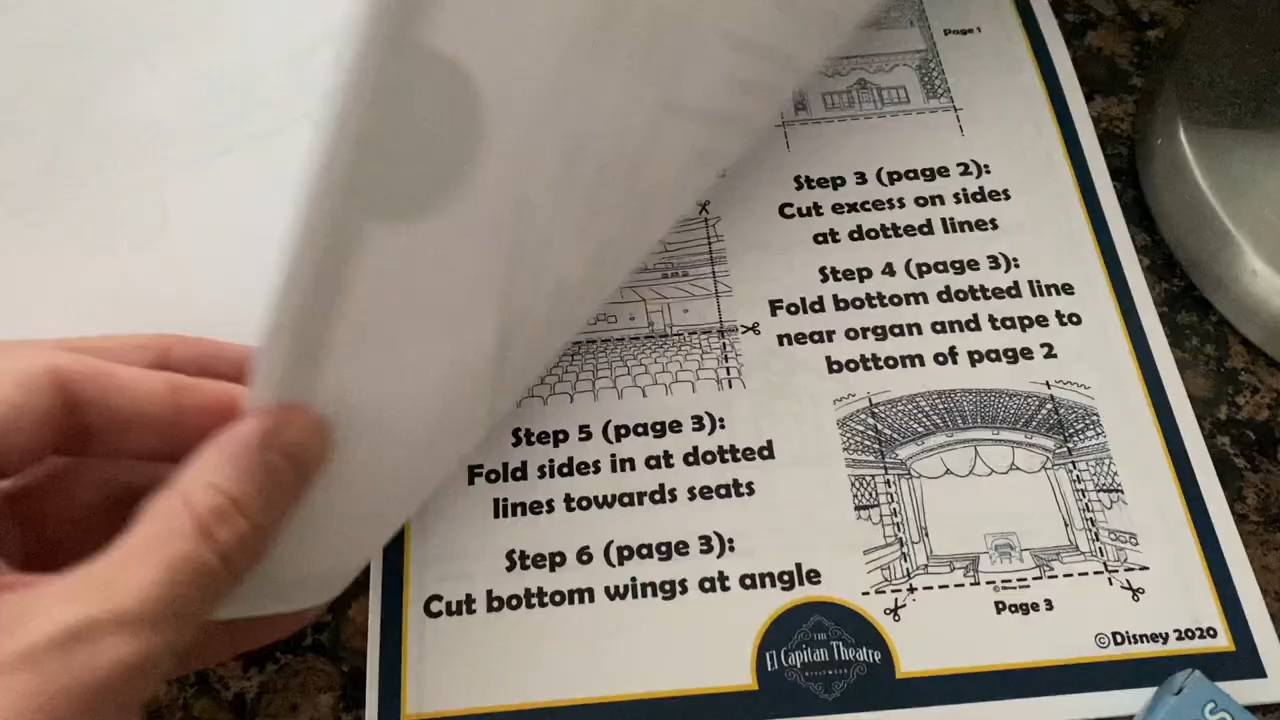 Page 1
Step 3 (page 2):
Cut excess on sides
at dotted lines
Step 4 (page 3):
Fold bottom dotted line
near organ and tape to
bottom of page 2
Step 5 (page 3):
Fold sides in at dotted
lines towards seats
Step 6 (page 3):
Cut bottom wings at angle
Page 3
©Disney 2020
THE
El Capitan Theatre
HOLLYWOOD